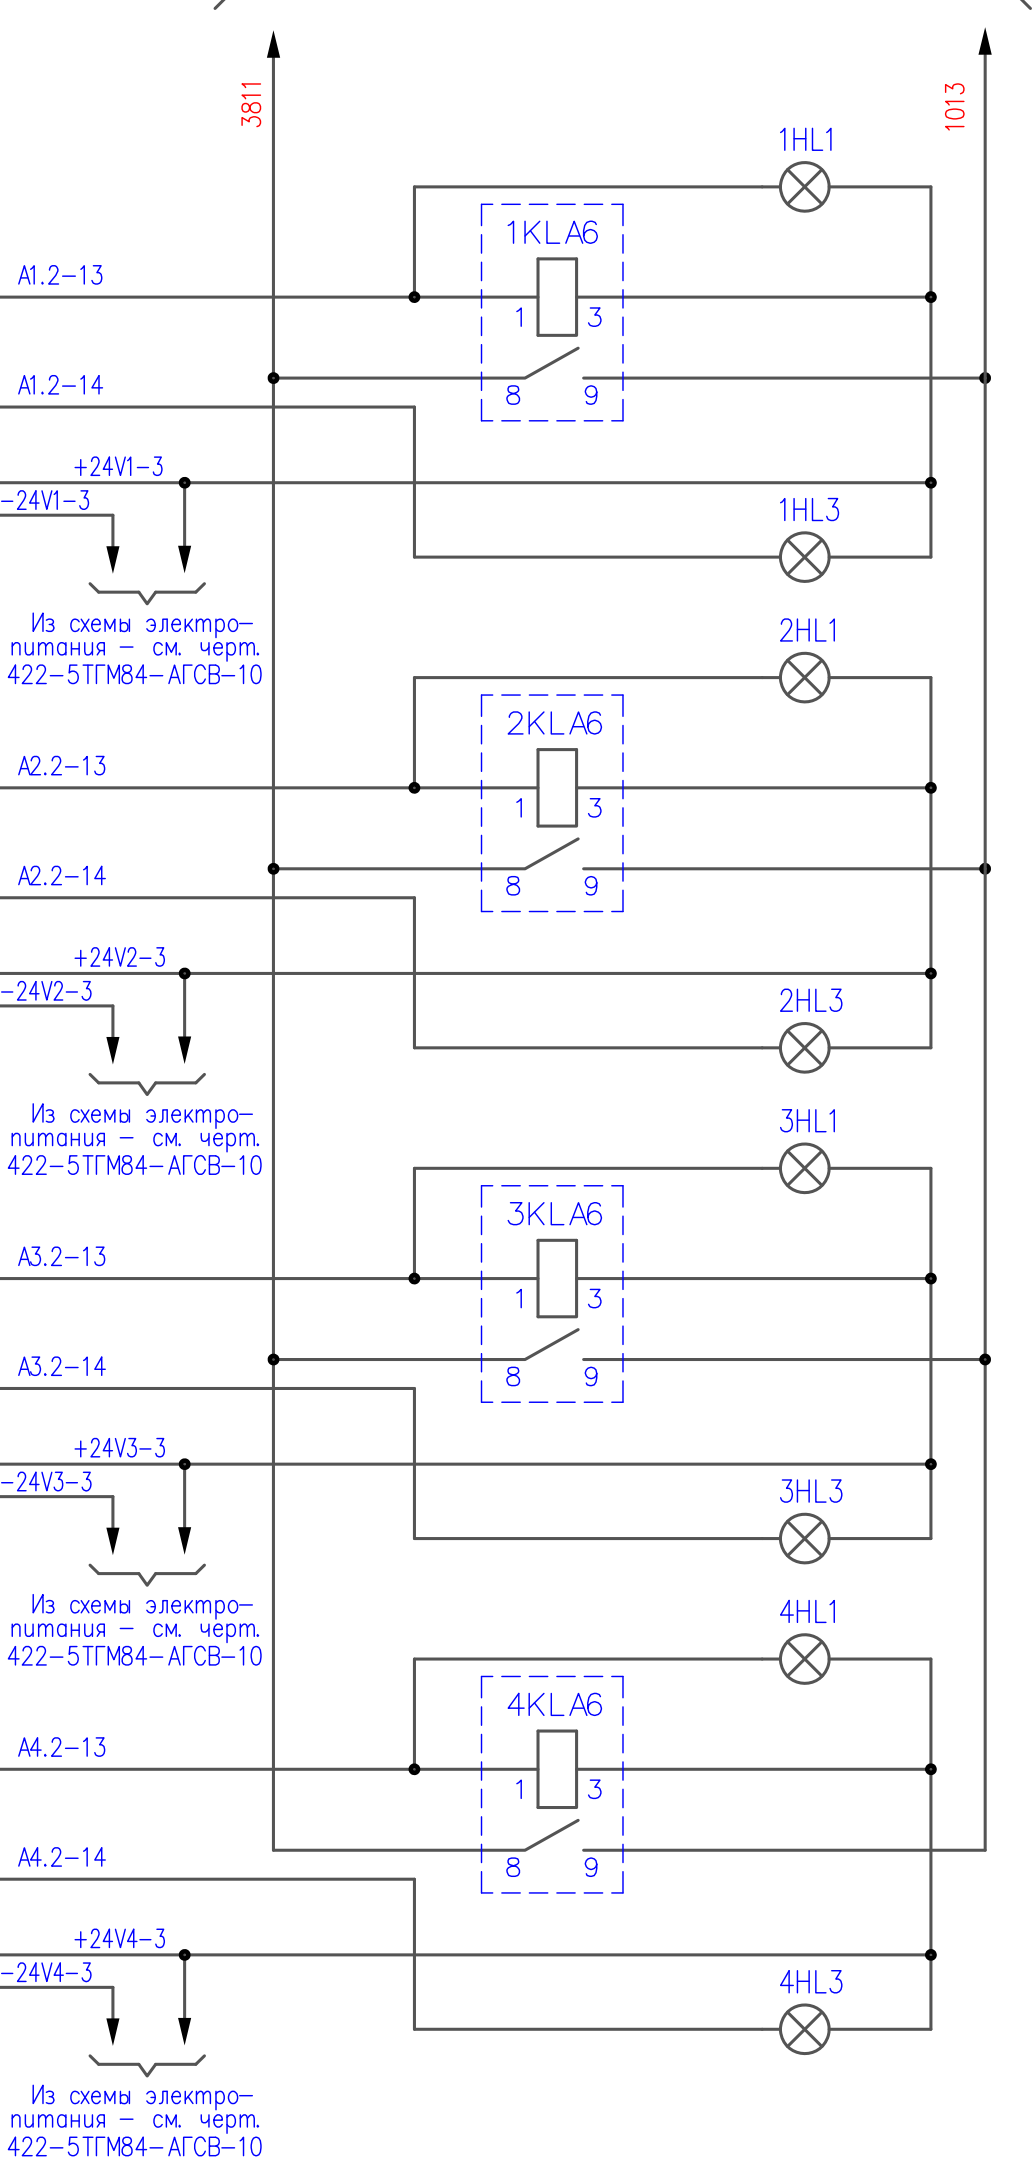 3811
1013
1HL1
1KLA6
A1.2-13
1 3
A1.2-14
8 9
+24V1-3
-24V1-3
1HL3
Из схемы электро-
питания - см. черт.
422-5ТГМ84-АГСВ-10
2HL1
2KLA6
A2.2-13
1 3
A2.2-14
8 9
+24V2-3
-24V2-3
2HL3
Из схемы электро-
питания - см. черт.
422-5ТГМ84-АГСВ-10
3HL1
3KLA6
A3.2-13
1 3
A3.2-14
8 9
+24V3-3
-24V3-3
3HL3
Из схемы электро-
питания - см. черт.
422-5ТГМ84-АГСВ-10
4HL1
4KLA6
A4.2-13
1 3
A4.2-14
8 9
+24V4-3
-24V4-3
4HL3
Из схемы электро-
питания - см. черт.
422-5ТГМ84-АГСВ-10